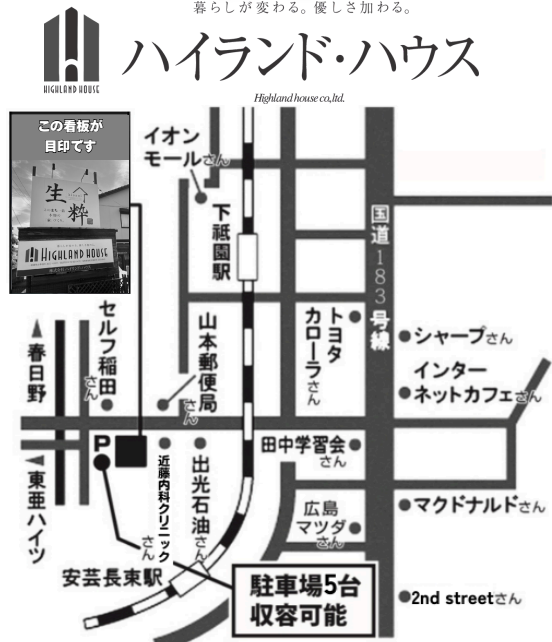 暮らしが変わる。優しさ加わる。
HIGHLAND HOUSE
ハイランド・ハウス
Highland house co,ltd.
この看板が
目印です
生粋
HIGHLAND HOUSE
イオン
モールさん
下祗園駅
国道183号線
トヨタ
カローラさん
シャープさん
インター
ネットカフェさん
セルフ稲田さん
山本郵便局さん
春日野
東亜ハイツ
P
近藤内科クリニックさん
出光石油さん
田中学習会
さん
広島
マツダ
さん
マクドナルドさん
安芸長束駅
駐車場5台
収容可能
2nd streetさん